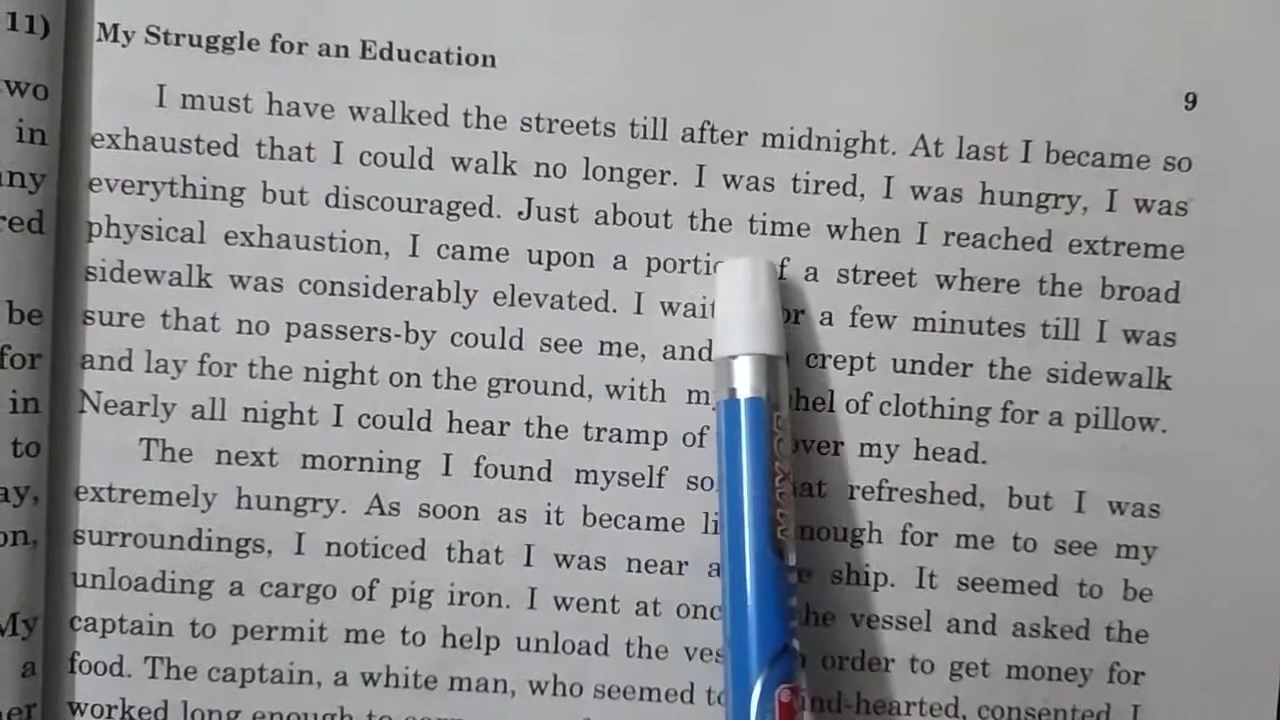 11)
My Struggle for an Education
9
wo
in
any
red
be
for
in
to
ay,
on,
My
a
er
I must have walked the streets till after midnight. At last I became so
exhausted that I could walk no longer. I was tired, I was hungry, I was
everything but discouraged. Just about the time when I reached extreme
physical exhaustion, I came upon a portio f a street where the broad
sidewalk was considerably elevated. I wait or a few minutes till I was
sure that no passers-by could see me, and crept under the sidewalk
and lay for the night on the ground, with m hel of clothing for a pillow.
Nearly all night I could hear the tramp of over my head.
The next morning I found myself so at refreshed, but I was
extremely hungry. As soon as it became li nough for me to see my
surroundings, I noticed that I was near a e ship. It seemed to be
unloading a cargo of pig iron. I went at onc he vessel and asked the
captain to permit me to help unload the ves order to get money for
food. The captain, a white man, who seemed to ind-hearted, consented. I
worked long enough to